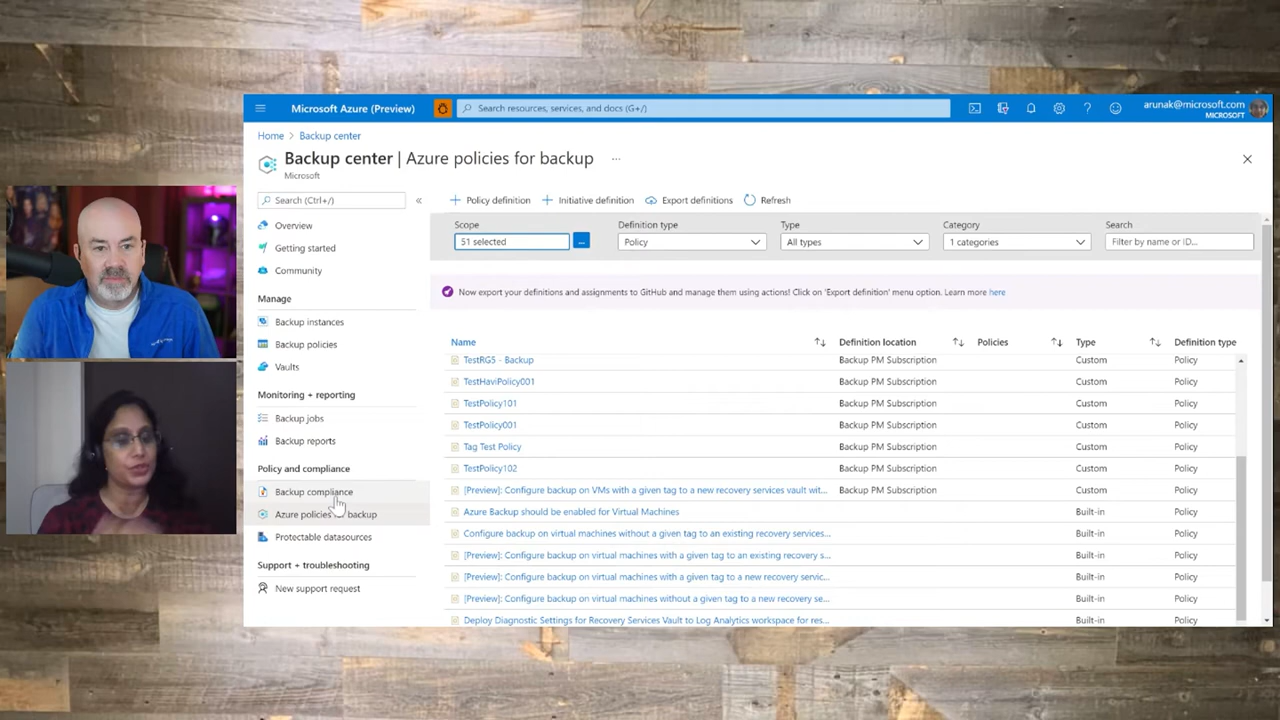 Microsoft Azure (Preview)
Search resources, services, and docs (G+/)
arunak@microsoft.com
MICROSOFT
Home > Backup center
Backup center | Azure policies for backup ...
Microsoft
Search (Ctrl+/)
«
Overview
Getting started
Community
Manage
Backup instances
Backup policies
Vaults
Monitoring + reporting
Backup jobs
Backup reports
Policy and compliance
Backup compliance
Azure policies for backup
Protectable datasources
Support + troubleshooting
New support request
+ Policy definition + Initiative definition Export definitions Refresh
Scope Definition type Type Category Search
51 selected ... Policy All types 1 categories Filter by name or ID...
Now export your definitions and assignments to GitHub and manage them using actions! Click on 'Export definition' menu option. Learn more here
Name Definition location Policies Type Definition type
TestRG5 - Backup Backup PM Subscription Custom Policy
TestHaviPolicy001 Backup PM Subscription Custom Policy
TestPolicy101 Backup PM Subscription Custom Policy
TestPolicy001 Backup PM Subscription Custom Policy
Tag Test Policy Backup PM Subscription Custom Policy
TestPolicy102 Backup PM Subscription Custom Policy
[Preview]: Configure backup on VMs with a given tag to a new recovery services vault wit... Backup PM Subscription Custom Policy
Azure Backup should be enabled for Virtual Machines Built-in Policy
Configure backup on virtual machines without a given tag to an existing recovery services... Built-in Policy
[Preview]: Configure backup on virtual machines with a given tag to an existing recovery s... Built-in Policy
[Preview]: Configure backup on virtual machines with a given tag to a new recovery servic... Built-in Policy
[Preview]: Configure backup on virtual machines without a given tag to a new recovery se... Built-in Policy
Deploy Diagnostic Settings for Recovery Services Vault to Log Analytics workspace for res... Built-in Policy